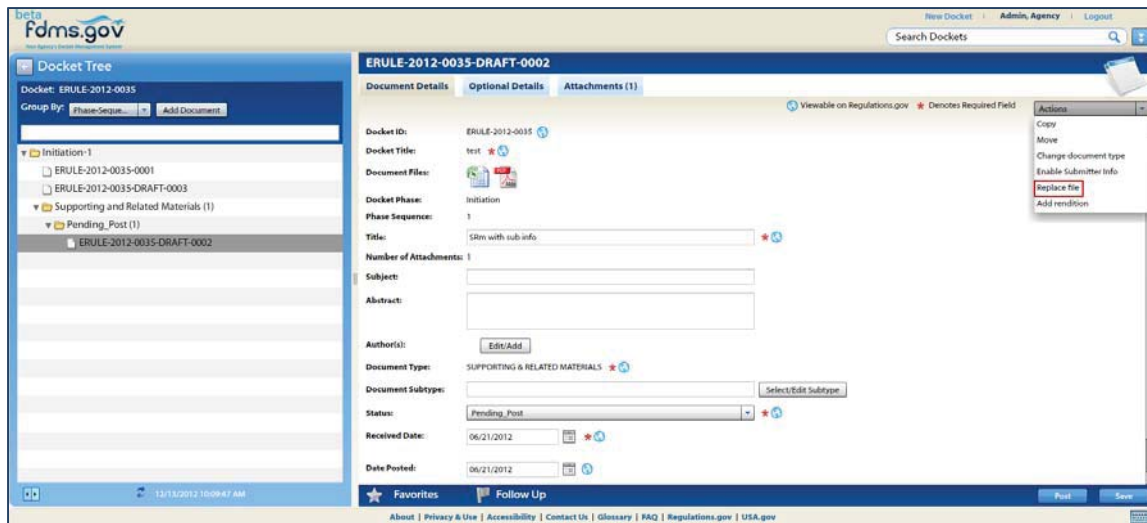 beta
fdms.gov
Your Agency's Docket Management System
New Docket | Admin, Agency | Logout
Search Dockets
Docket Tree
Docket: ERULE-2012-0035
Group By: Phase-Seque... Add Document
Initiation-1
ERULE-2012-0035-0001
ERULE-2012-0035-DRAFT-0003
Supporting and Related Materials (1)
Pending_Post (1)
ERULE-2012-0035-DRAFT-0002
12/13/2012 10:09:47 AM
ERULE-2012-0035-DRAFT-0002
Document Details Optional Details Attachments (1)
Viewable on Regulations.gov ★ Denotes Required Field
Actions
Copy
Move
Change document type
Enable Submitter Info
Replace file
Add rendition
Docket ID: ERULE-2012-0035
Docket Title: test ★
Document Files:
Docket Phase: Initiation
Phase Sequence: 1
Title: SRm with sub info ★
Number of Attachments: 1
Subject:
Abstract:
Author(s): Edit/Add
Document Type: SUPPORTING & RELATED MATERIALS ★
Document Subtype: Select/Edit Subtype
Status: Pending_Post ★
Received Date: 06/21/2012 ★
Date Posted: 06/21/2012
Favorites Follow Up Post Save
About | Privacy & Use | Accessibility | Contact Us | Glossary | FAQ | Regulations.gov | USA.gov